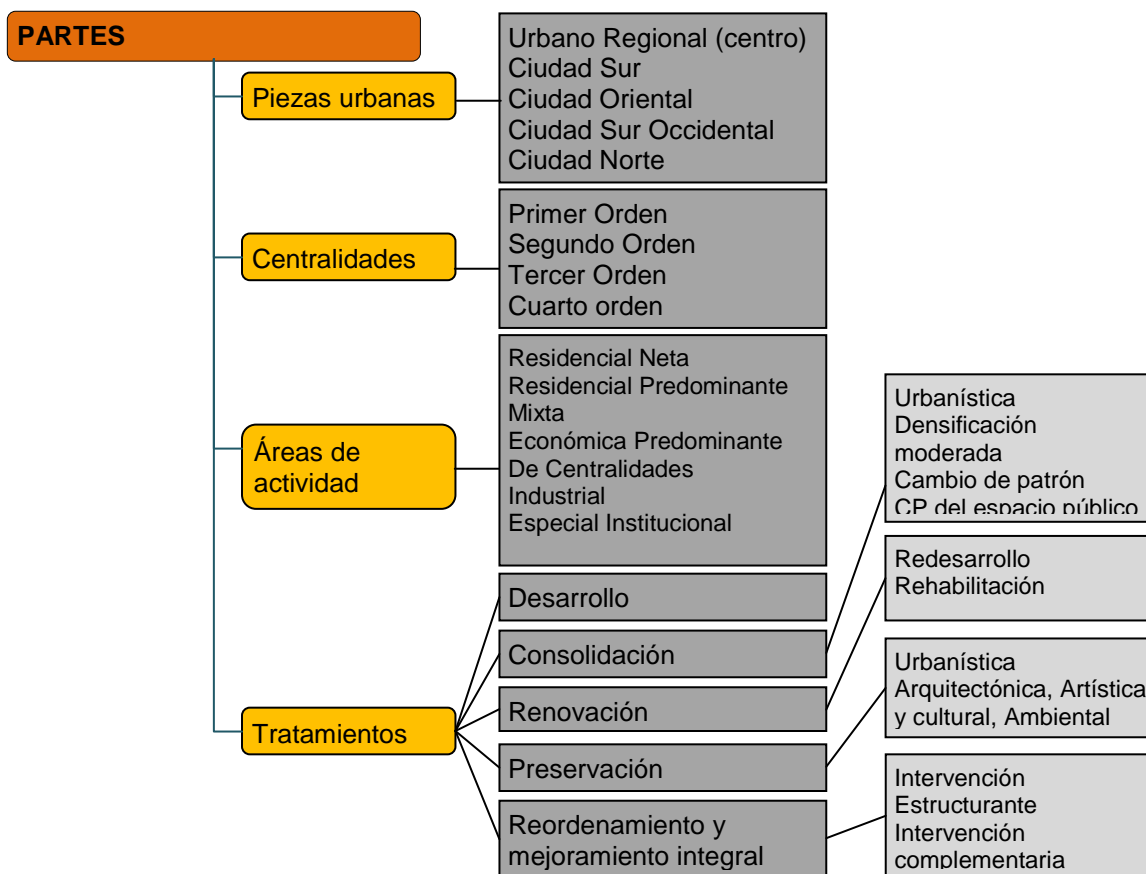 PARTES
Piezas urbanas
Urbano Regional (centro)
Ciudad Sur
Ciudad Oriental
Ciudad Sur Occidental
Ciudad Norte
Centralidades
Primer Orden
Segundo Orden
Tercer Orden
Cuarto orden
Áreas de
actividad
Residencial Neta
Residencial Predominante
Mixta
Económica Predominante
De Centralidades
Industrial
Especial Institucional
Tratamientos
Desarrollo
Consolidación
Urbanística
Densificación
moderada
Cambio de patrón
CP del espacio público
Renovación
Redesarrollo
Rehabilitación
Preservación
Urbanística
Arquitectónica, Artística
y cultural, Ambiental
Reordenamiento y
mejoramiento integral
Intervención
Estructurante
Intervención
complementaria